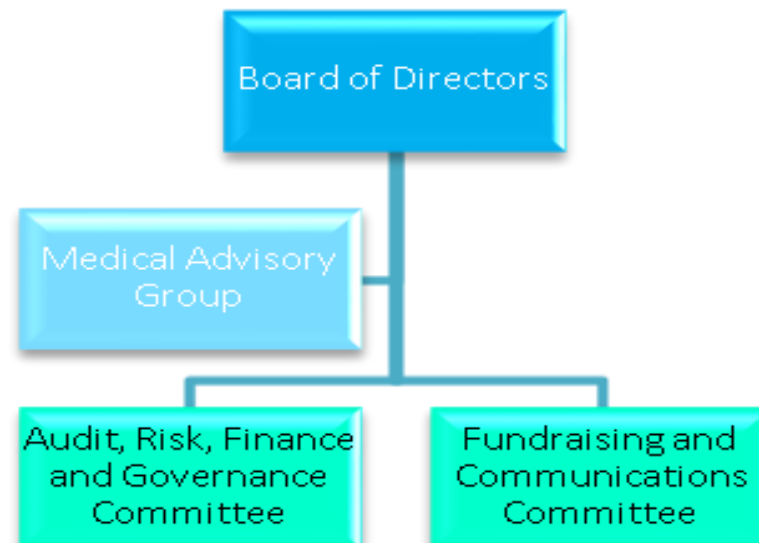 Board of Directors
Medical Advisory
Group
Audit, Risk, Finance
and Governance
Committee
Fundraising and
Communications
Committee